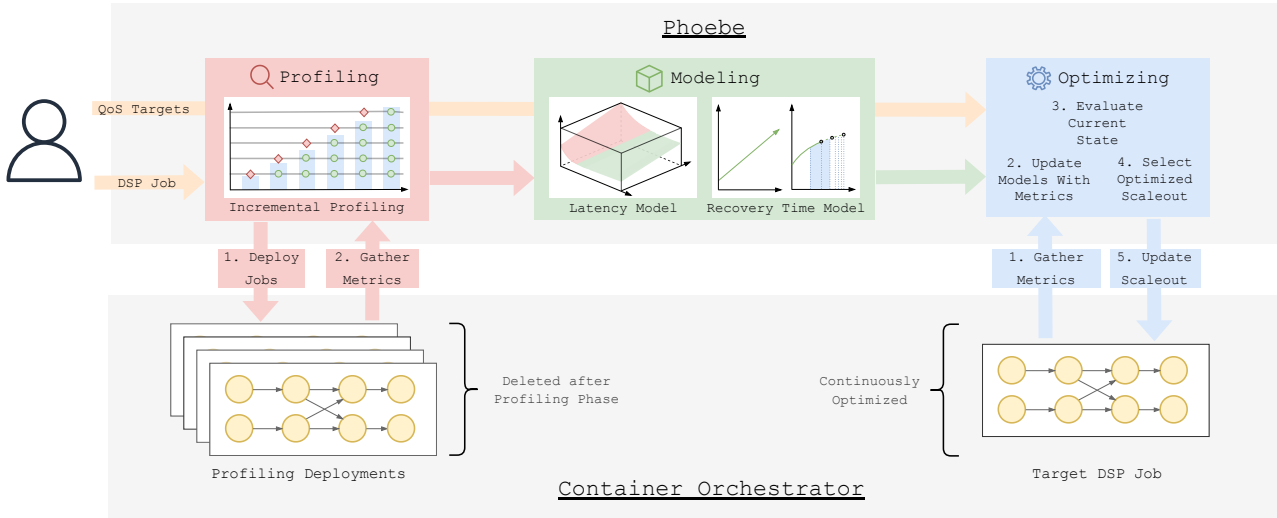 Phoebe
Profiling
Modeling
Optimizing
QoS Targets
DSP Job
Incremental Profiling
Latency Model
Recovery Time Model
3. Evaluate
Current
State
2. Update
Models With
Metrics
4. Select
Optimized
Scaleout
1. Deploy
Jobs
2. Gather
Metrics
1. Gather
Metrics
5. Update
Scaleout
Deleted after
Profiling Phase
Continuously
Optimized
Profiling Deployments
Target DSP Job
Container Orchestrator